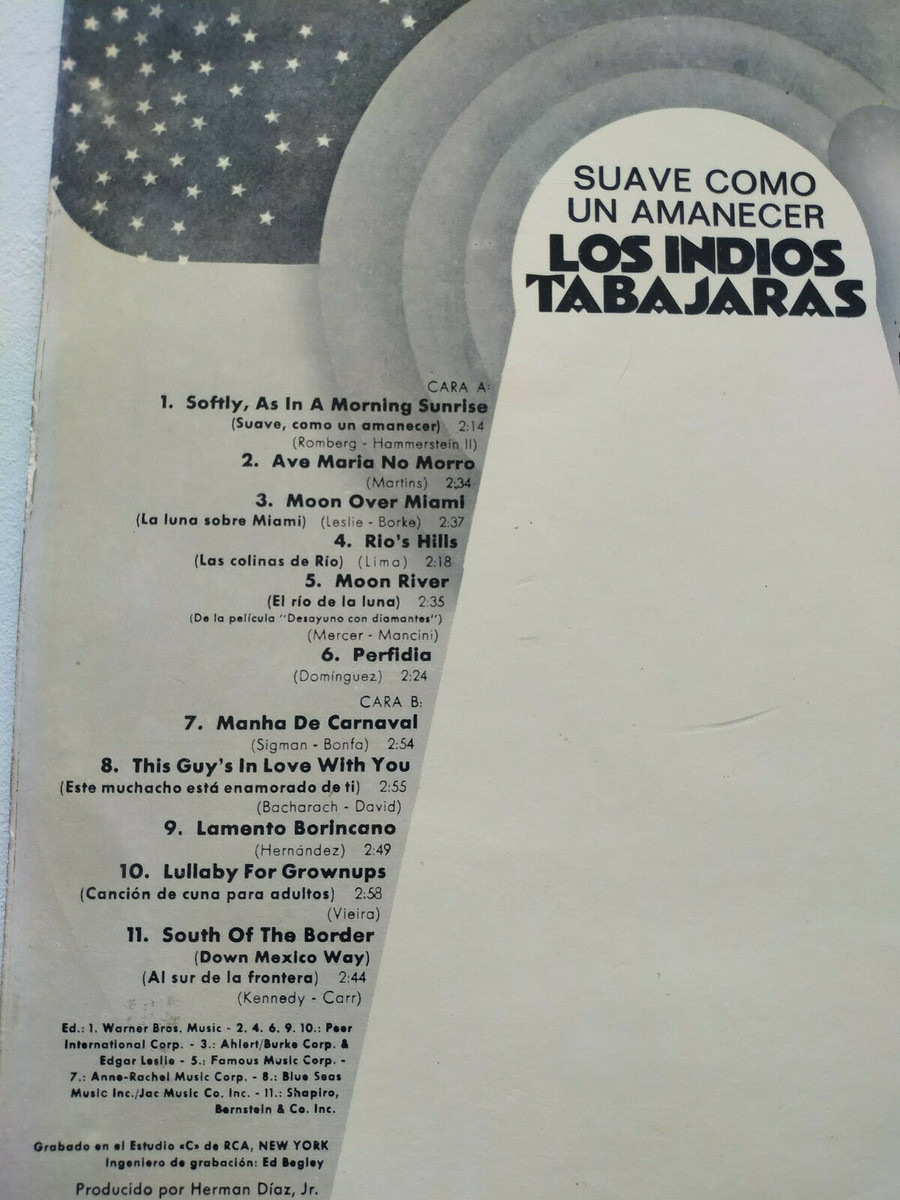 SUAVE COMO
UN AMANECER
LOS INDIOS
TABAJARAS
CARA A:
1. Softly, As In A Morning Sunrise
(Suave, como un amanecer) 2:14
(Romberg - Hammerstein II)
2. Ave Maria No Morro
(Martins) 2:34
3. Moon Over Miami
(La luna sobre Miami) (Leslie - Borke) 2:37
4. Rio's Hills
(Las colinas de Río) (Lima) 2:18
5. Moon River
(El río de la luna) 2:35
(De la película "Desayuno con diamantes")
(Mercer - Mancini)
6. Perfidia
(Domínguez) 2:24
CARA B:
7. Manha De Carnaval
(Sigman - Bonfa) 2:54
8. This Guy's In Love With You
(Este muchacho está enamorado de ti) 2:55
(Bacharach - David)
9. Lamento Borincano
(Hernández) 2:49
10. Lullaby For Grownups
(Canción de cuna para adultos) 2:58
(Vieira)
11. South Of The Border
(Down Mexico Way)
(Al sur de la frontera) 2:44
(Kennedy - Carr)
Ed.: 1. Warner Bros. Music - 2. 4. 6. 9. 10.: Peer
International Corp. - 3.: Ahlert/Burke Corp. &
Edgar Leslie - 5.: Famous Music Corp. -
7.: Anne-Rachel Music Corp. - 8.: Blue Seas
Music Inc./Jac Music Co. Inc. - 11.: Shapiro,
Bernstein & Co. Inc.
Grabado en el Estudio «C» de RCA, NEW YORK
Ingeniero de grabación: Ed Begley
Producido por Herman Díaz, Jr.